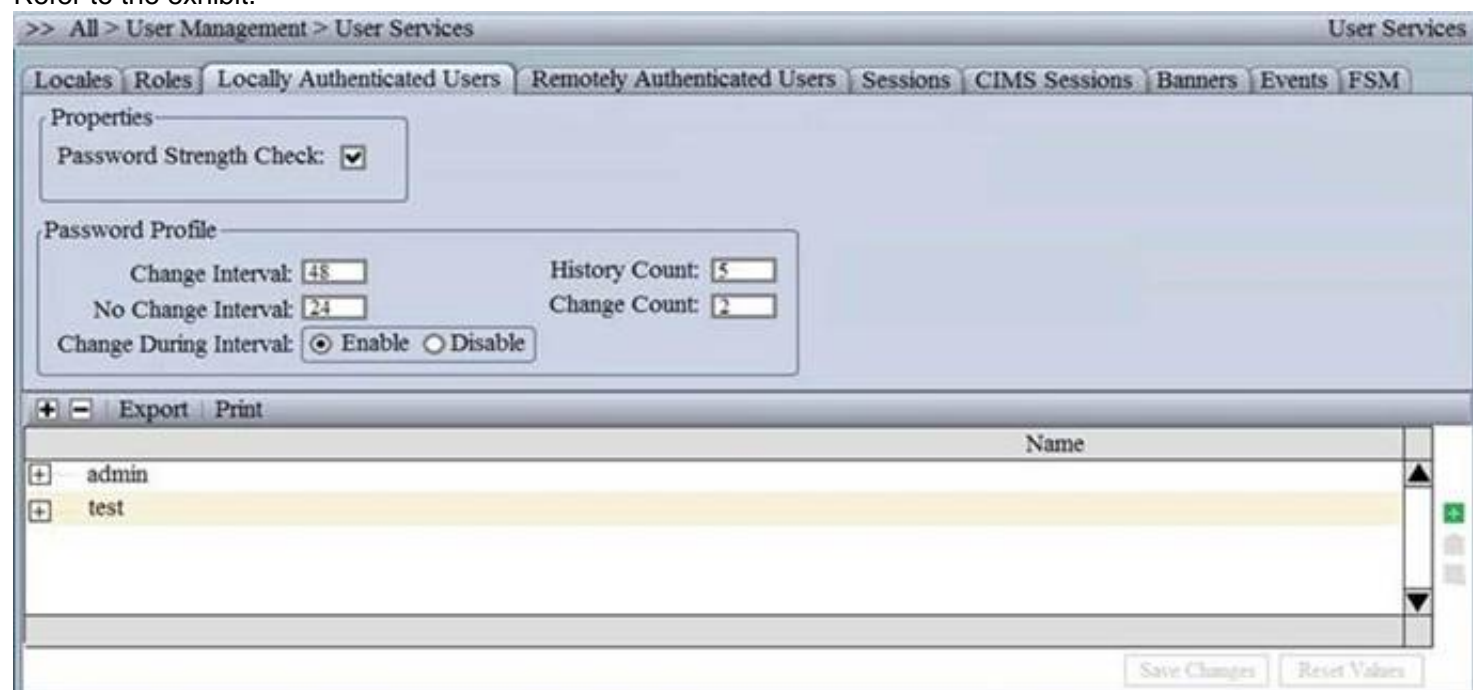 Refer to the exhibit.
>> All > User Management > User Services User Services
Locales Roles Locally Authenticated Users Remotely Authenticated Users Sessions CIMS Sessions Banners Events FSM
Properties
Password Strength Check:
Password Profile
Change Interval: 48 History Count: 5
No Change Interval: 24 Change Count: 2
Change During Interval: Enable Disable
Export Print
Name
admin
test
Save Changes Reset Values